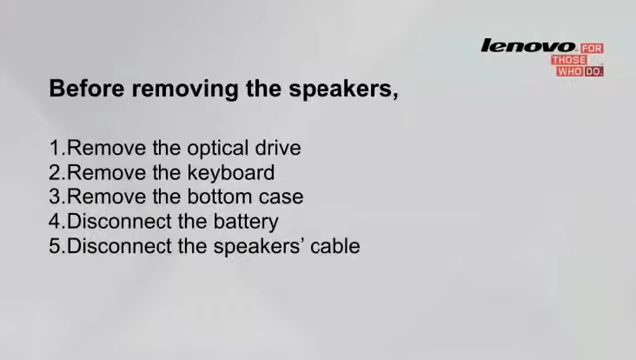 lenovo FOR
THOSE
WHO DO.
Before removing the speakers,
1.Remove the optical drive
2.Remove the keyboard
3.Remove the bottom case
4.Disconnect the battery
5.Disconnect the speakers’ cable